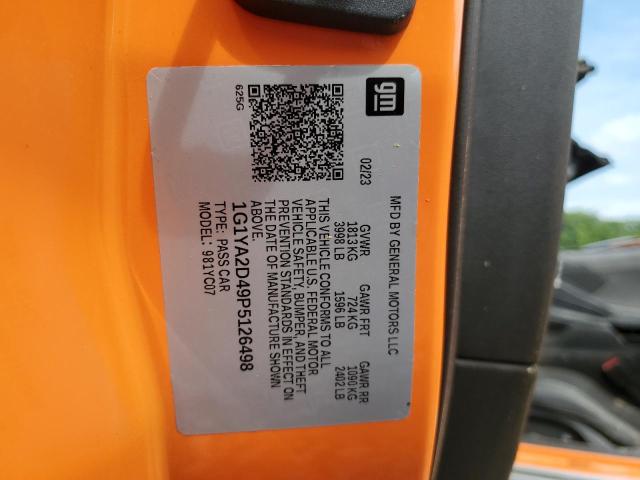 gm
MFD BY GENERAL MOTORS LLC
02/23
GVWR GAWR FRT GAWR RR
1813 KG 724 KG 1090 KG
3998 LB 1596 LB 2402 LB
THIS VEHICLE CONFORMS TO ALL
APPLICABLE U.S. FEDERAL MOTOR
VEHICLE SAFETY, BUMPER, AND THEFT
PREVENTION STANDARDS IN EFFECT ON
THE DATE OF MANUFACTURE SHOWN
ABOVE.
1G1YA2D49P5126498
TYPE: PASS CAR
MODEL: 981YC07
625G